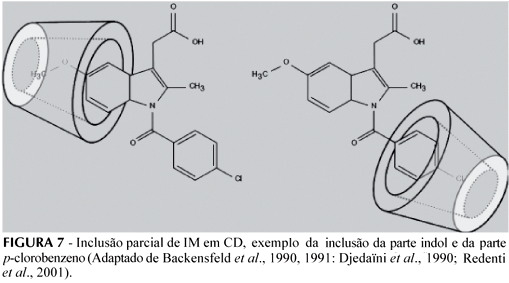 O
OH
H₃C
O
CH₃
N
O
Cl
O
OH
H₃C
O
CH₃
N
O
Cl
FIGURA 7 - Inclusão parcial de IM em CD, exemplo da inclusão da parte indol e da parte
p-clorobenzeno (Adaptado de Backensfeld et al., 1990, 1991: Djedaïni et al., 1990; Redenti
et al., 2001).